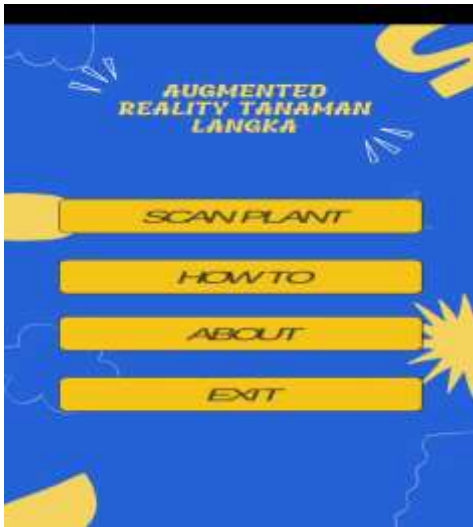 AUGMENTED
REALITY TANAMAN
LANGKA
SCAN PLANT
HOW TO
ABOUT
EXIT